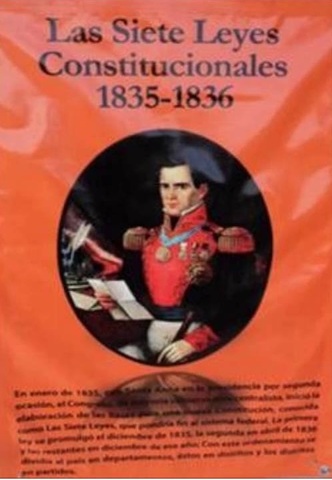 Las Siete Leyes
Constitucionales
1835-1836
En enero de 1835, con Santa Anna en la presidencia por segunda
ocasión, el Congreso de centralista, inició la
elaboración de las Bases para una nueva Constitución, conocida
como Las Siete Leyes, que pondría fin al sistema federal. La primera
ley se promulgó el diciembre de 1835, la segunda en abril de 1836
y las restantes en diciembre de ese año; Con este ordenamiento se
dividía el país en departamentos, éstos en distritos y los distritos
en partidos.